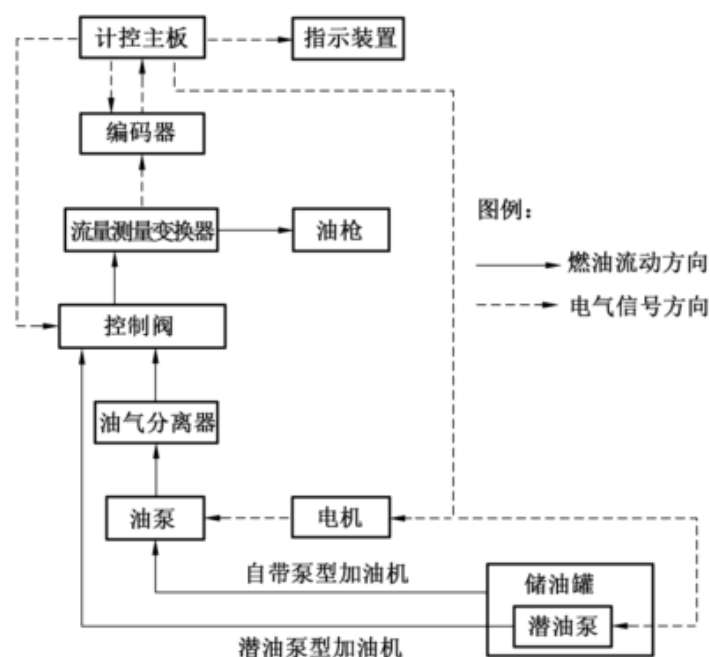 计控主板
指示装置
编码器
流量测量变换器
油枪
图例：
燃油流动方向
电气信号方向
控制阀
油气分离器
油泵
电机
自带泵型加油机
储油罐
潜油泵
潜油泵型加油机